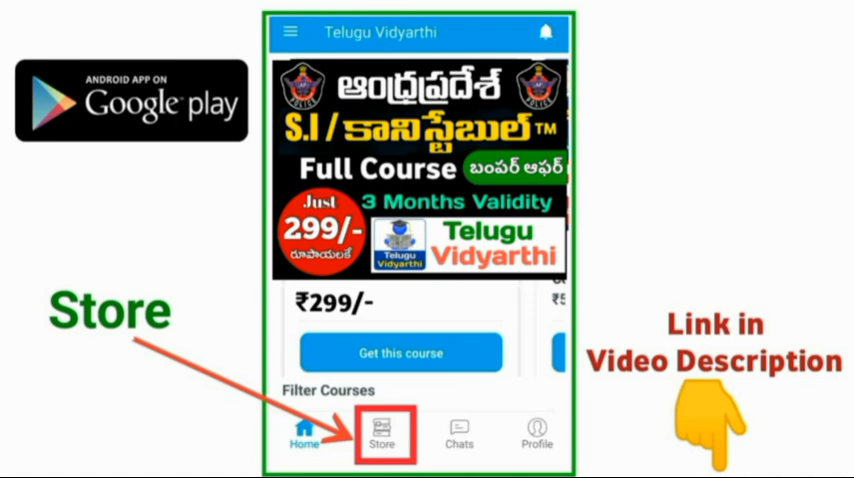 ANDROID APP ON
Google play
Telugu Vidyarthi
ఆంధ్రప్రదేశ్
S.I / కానిస్టేబుల్ TM
Full Course బంపర్ ఆఫర్
3 Months Validity
Just
299/-
రూపాయలకే
Telugu
Vidyarthi
Telugu
Vidyarthi
₹299/-
₹5
Get this course
Filter Courses
Home
Store
Chats
Profile
Store
Link in
Video Description